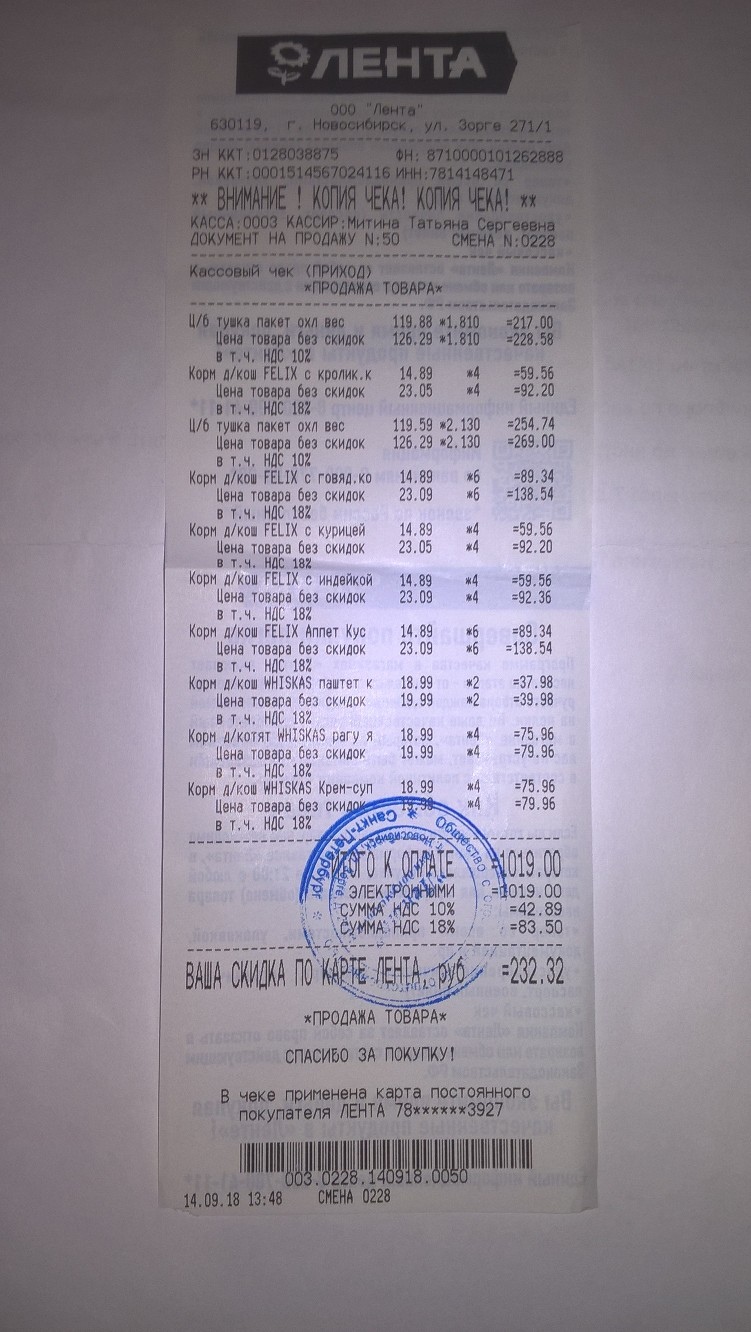 ЛЕНТА
ООО "Лента"
630119, г. Новосибирск, ул. Зорге 271/1
ЗН ККТ:0128038875 ФН: 8710000101262888
РН ККТ:0001514567024116 ИНН:7814148471
** ВНИМАНИЕ ! КОПИЯ ЧЕКА! КОПИЯ ЧЕКА! **
КАССА:0003 КАССИР:Митина Татьяна Сергеевна
ДОКУМЕНТ НА ПРОДАЖУ N:50 СМЕНА N:0228
Кассовый чек (ПРИХОД)
*ПРОДАЖА ТОВАРА*
Ц/б тушка пакет охл вес 119.88 *1.810 =217.00
Цена товара без скидок 126.29 *1.810 =228.58
в т.ч. НДС 10%
Корм д/кош FELIX с кролик.к 14.89 *4 =59.56
Цена товара без скидок 23.05 *4 =92.20
в т.ч. НДС 18%
Ц/б тушка пакет охл вес 119.59 *2.130 =254.74
Цена товара без скидок 126.29 *2.130 =269.00
в т.ч. НДС 10%
Корм д/кош FELIX с говяд.ко 14.89 *6 =89.34
Цена товара без скидок 23.09 *6 =138.54
в т.ч. НДС 18%
Корм д/кош FELIX с курицей 14.89 *4 =59.56
Цена товара без скидок 23.05 *4 =92.20
в т.ч. НДС 18%
Корм д/кош FELIX с индейкой 14.89 *4 =59.56
Цена товара без скидок 23.09 *4 =92.36
в т.ч. НДС 18%
Корм д/кош FELIX Аппет Кус 14.89 *6 =89.34
Цена товара без скидок 23.09 *6 =138.54
в т.ч. НДС 18%
Корм д/кош WHISKAS паштет к 18.99 *2 =37.98
Цена товара без скидок 19.99 *2 =39.98
в т.ч. НДС 18%
Корм д/котят WHISKAS рагу я 18.99 *4 =75.96
Цена товара без скидок 19.99 *4 =79.96
в т.ч. НДС 18%
Корм д/кош WHISKAS Крем-суп 18.99 *4 =75.96
Цена товара без скидок 19.99 *4 =79.96
в т.ч. НДС 18%
ИТОГО К ОПЛАТЕ =1019.00
ЭЛЕКТРОННЫМИ =1019.00
СУММА НДС 10% =42.89
СУММА НДС 18% =83.50
* Санкт-Петербург *
ВАША СКИДКА ПО КАРТЕ ЛЕНТА, руб =232.32
*ПРОДАЖА ТОВАРА*
СПАСИБО ЗА ПОКУПКУ!
В чеке применена карта постоянного
покупателя ЛЕНТА 78******3927
003.0228.140918.0050
14.09.18 13:48 СМЕНА 0228